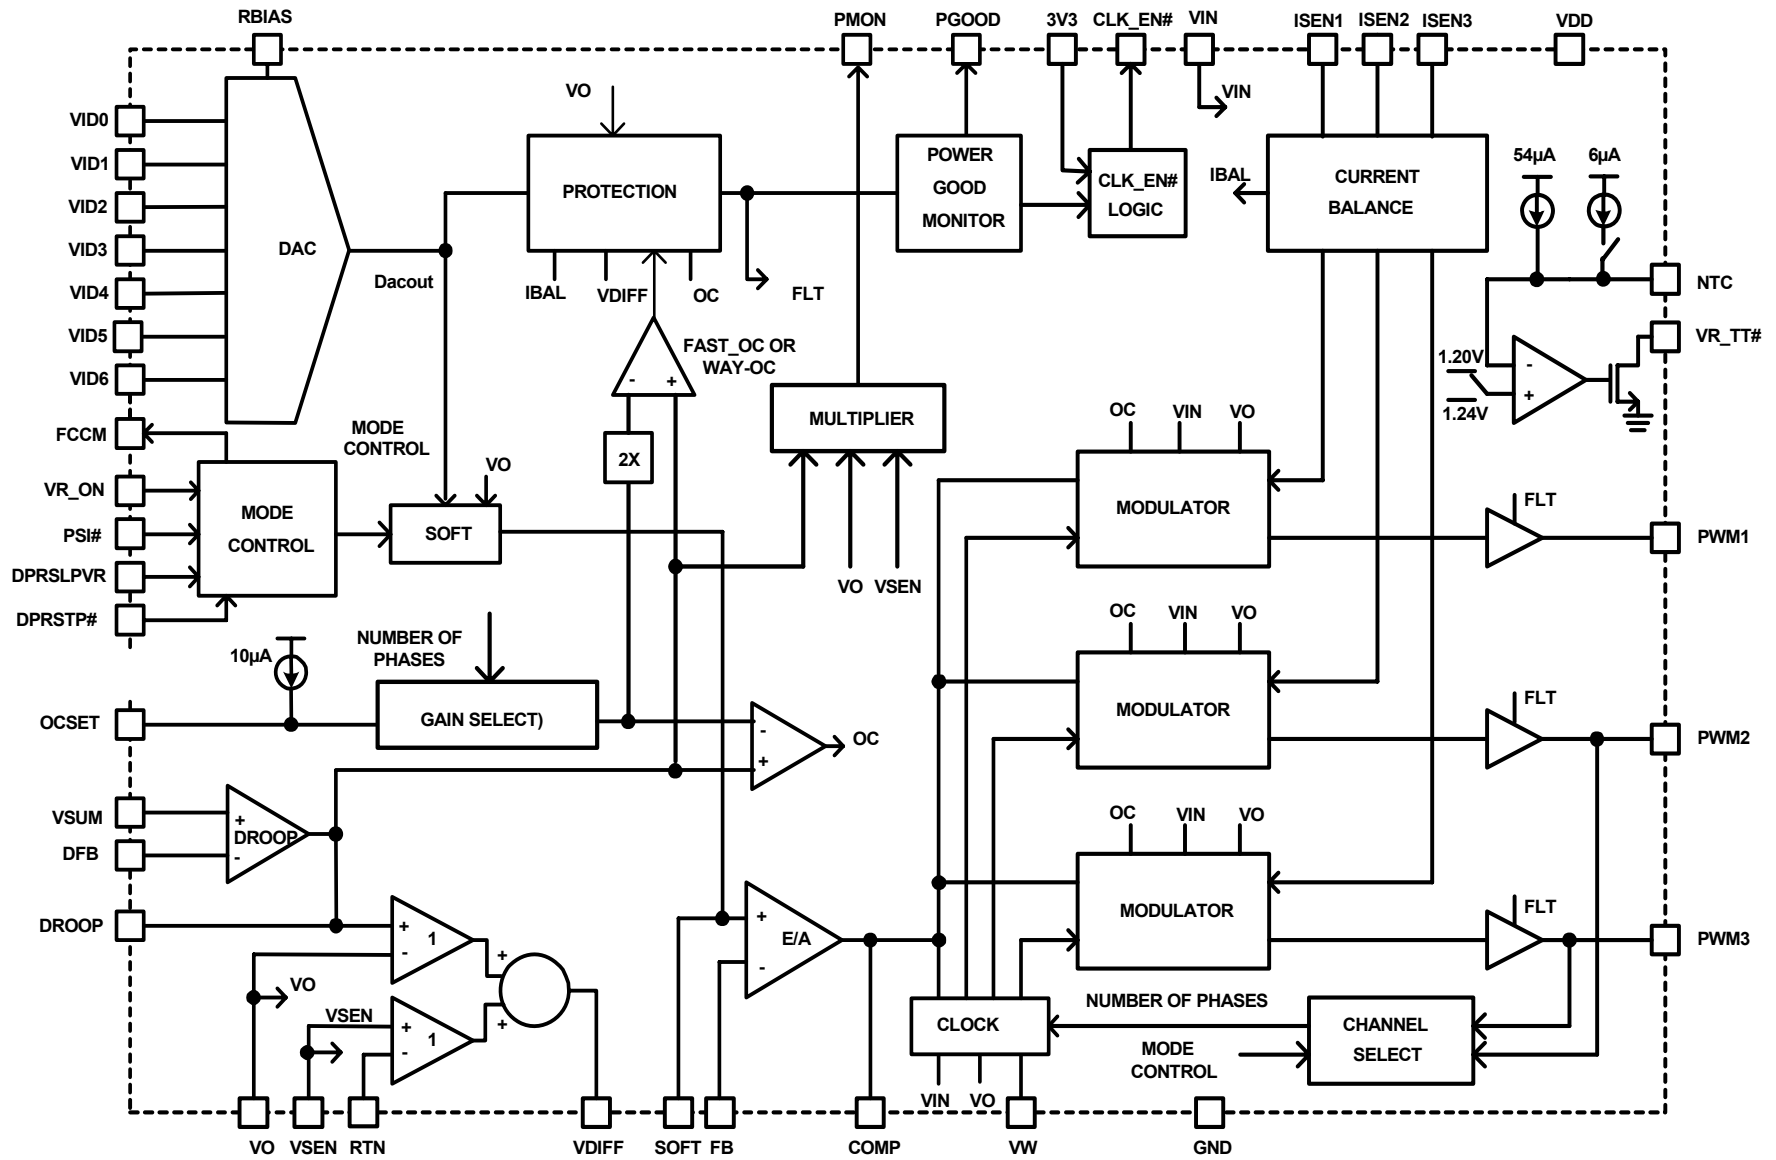 RBIAS
PMON
PGOOD
3V3
CLK_EN#
VIN
ISEN1
ISEN2
ISEN3
VDD
VID0
VID1
VID2
VID3
VID4
VID5
VID6
FCCM
VR_ON
PSI#
DPRSLPVR
DPRSTP#
OCSET
VSUM
DFB
DROOP
DAC
Dacout
VO
PROTECTION
IBAL
VDIFF
OC
FLT
POWER
GOOD
MONITOR
CLK_EN#
LOGIC
VIN
IBAL
CURRENT
BALANCE
54µA
6µA
NTC
VR_TT#
1.20V
1.24V
-
+
FAST_OC OR
WAY-OC
-
+
2X
MULTIPLIER
VO
VSEN
MODE
CONTROL
VO
MODE
CONTROL
SOFT
10µA
NUMBER OF
PHASES
GAIN SELECT)
-
+
OC
+
DROOP
-
+
1
-
+
VO
VSEN
+
1
-
+
+
E/A
-
OC
VIN
VO
MODULATOR
FLT
PWM1
OC
VIN
VO
MODULATOR
FLT
PWM2
OC
VIN
VO
MODULATOR
FLT
PWM3
NUMBER OF PHASES
CLOCK
CHANNEL
SELECT
MODE
CONTROL
VIN
VO
VO
VSEN
RTN
VDIFF
SOFT
FB
COMP
VW
GND